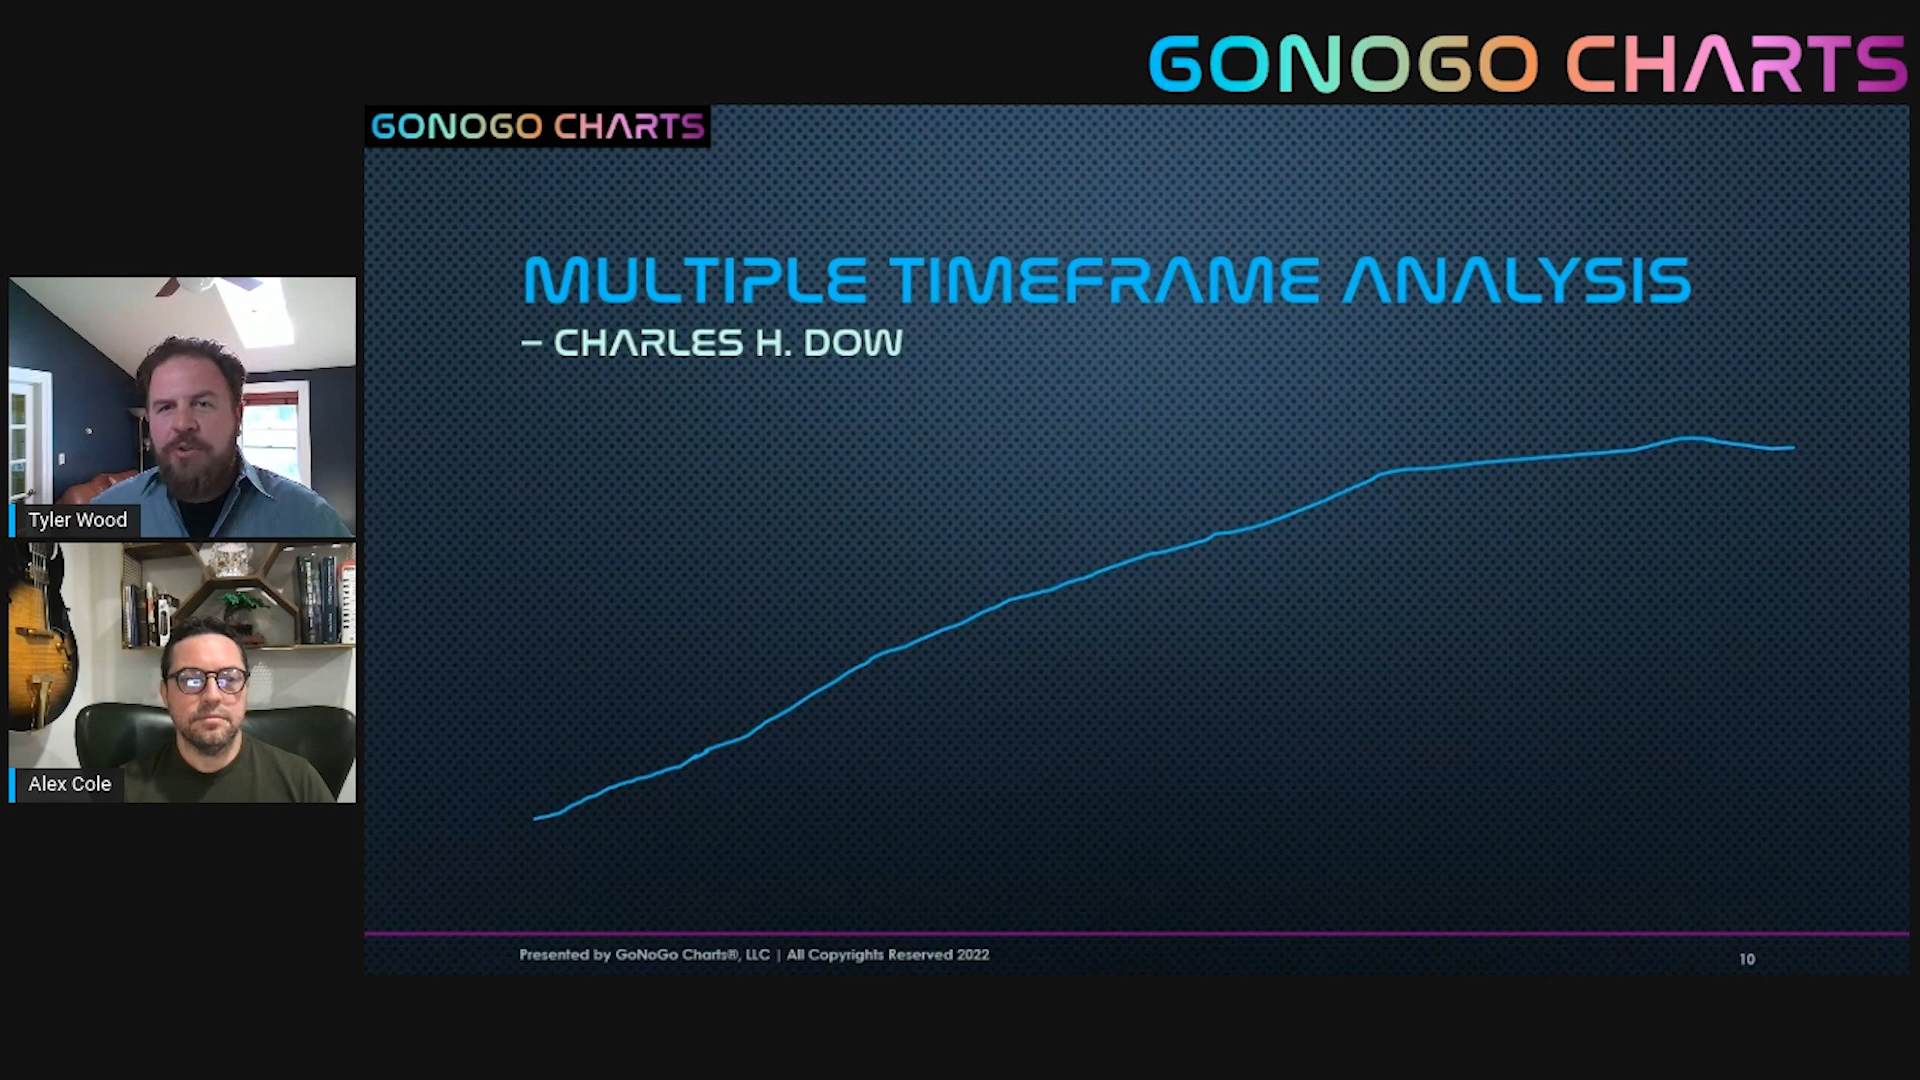 GONOGO CHARTS
GONOGO CHARTS
MULTIPLE TIMEFRAME ANALYSIS
– CHARLES H. DOW
Tyler Wood
Alex Cole
Presented by GoNoGo Charts®, LLC | All Copyrights Reserved 2022
10